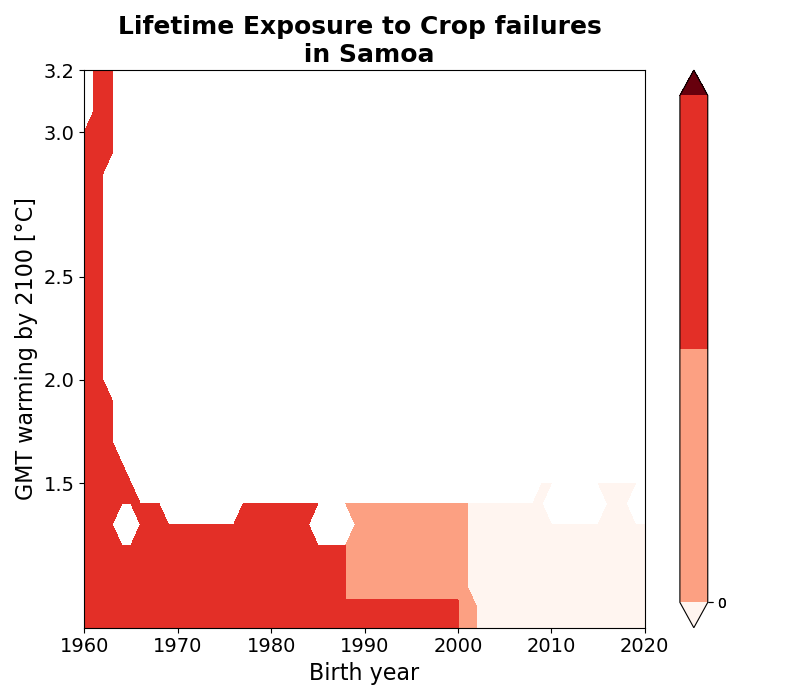 Lifetime Exposure to Crop failures
in Samoa
3.2
3.0
2.5
2.0
1.5
GMT warming by 2100 [°C]
0
1960 1970 1980 1990 2000 2010 2020
Birth year